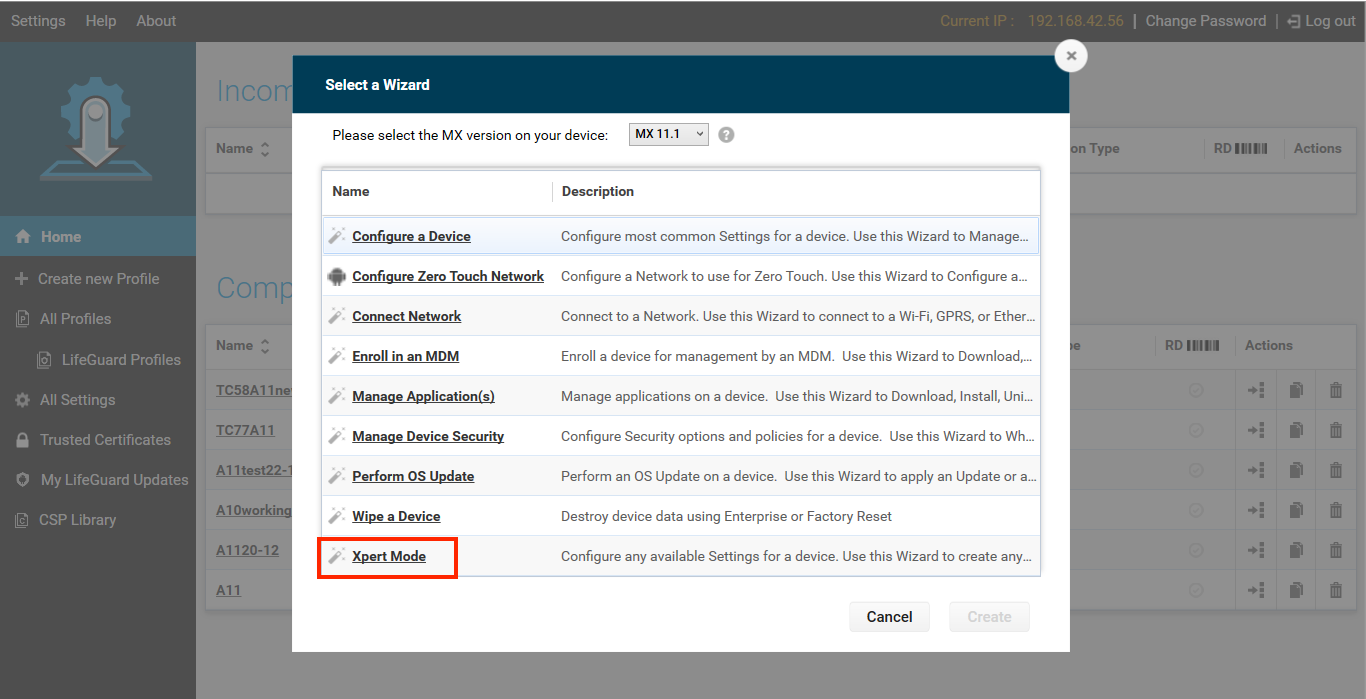 Settings Help About Current IP : 192.168.42.56 | Change Password | Log out
Select a Wizard
Please select the MX version on your device: MX 11.1 ?
Name Description
Configure a Device Configure most common Settings for a device. Use this Wizard to Manage...
Configure Zero Touch Network Configure a Network to use for Zero Touch. Use this Wizard to Configure a...
Connect Network Connect to a Network. Use this Wizard to connect to a Wi-Fi, GPRS, or Ether...
Enroll in an MDM Enroll a device for management by an MDM. Use this Wizard to Download,...
Manage Application(s) Manage applications on a device. Use this Wizard to Download, Install, Uni...
Manage Device Security Configure Security options and policies for a device. Use this Wizard to Wh...
Perform OS Update Perform an OS Update on a device. Use this Wizard to apply an Update or a...
Wipe a Device Destroy device data using Enterprise or Factory Reset
Xpert Mode Configure any available Settings for a device. Use this Wizard to create any...
Cancel Create
Home
Create new Profile
All Profiles
LifeGuard Profiles
All Settings
Trusted Certificates
My LifeGuard Updates
CSP Library
Incom
Name on Type RD Actions
Comp
Name pe RD Actions
TC58A11ne
TC77A11
A11test22-1
A10working
A1120-12
A11